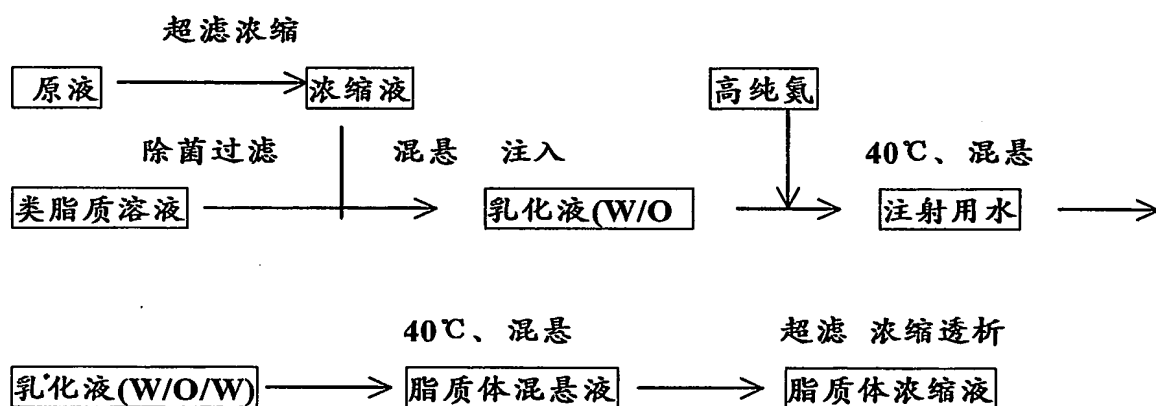 超滤浓缩
原液 浓缩液 高纯氮
除菌过滤 混悬 注入 40℃、混悬
类脂质溶液 乳化液(W/O 注射用水
40℃、混悬 超滤 浓缩透析
乳化液(W/O/W) 脂质体混悬液 脂质体浓缩液